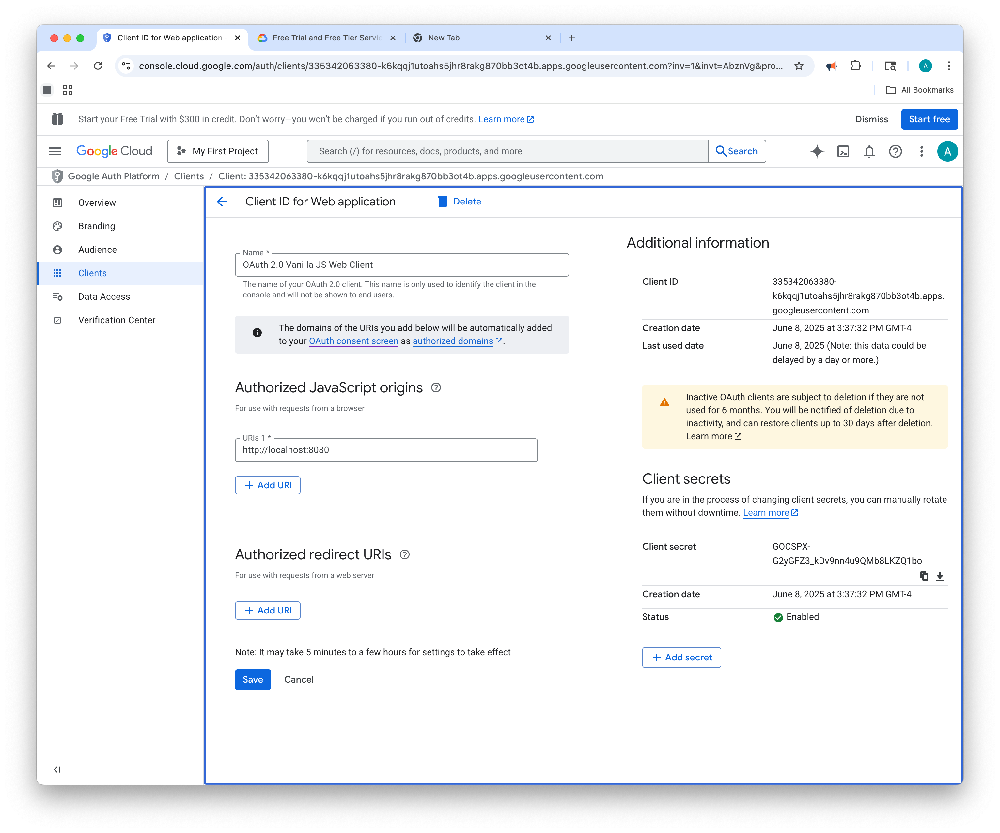 Client ID for Web application -
Free Trial and Free Tier Servic
New Tab
console.cloud.google.com/auth/clients/335342063380-k6kqqj1utoahs5jhr8rakg870bb3ot4b.apps.googleusercontent.com?inv=1&invt=AbznVg&pro...
A
All Bookmarks
Start your Free Trial with $300 in credit. Don’t worry—you won’t be charged if you run out of credits. Learn more
Dismiss
Start free
Google Cloud
My First Project
Search (/) for resources, docs, products, and more
Search
A
Google Auth Platform / Clients / Client: 335342063380-k6kqqj1utoahs5jhr8rakg870bb3ot4b.apps.googleusercontent.com
Overview
Branding
Audience
Clients
Data Access
Verification Center
Client ID for Web application
Delete
Name *
OAuth 2.0 Vanilla JS Web Client
The name of your OAuth 2.0 client. This name is only used to identify the client in the
console and will not be shown to end users.
The domains of the URIs you add below will be automatically added
to your OAuth consent screen as authorized domains.
Authorized JavaScript origins
For use with requests from a browser
URIs 1 *
http://localhost:8080
+ Add URI
Authorized redirect URIs
For use with requests from a web server
+ Add URI
Note: It may take 5 minutes to a few hours for settings to take effect
Save
Cancel
Additional information
Client ID
335342063380-
k6kqqj1utoahs5jhr8rakg870bb3ot4b.apps.
googleusercontent.com
Creation date
June 8, 2025 at 3:37:32 PM GMT-4
Last used date
June 8, 2025 (Note: this data could be
delayed by a day or more.)
Inactive OAuth clients are subject to deletion if they are not
used for 6 months. You will be notified of deletion due to
inactivity, and can restore clients up to 30 days after deletion.
Learn more
Client secrets
If you are in the process of changing client secrets, you can manually rotate
them without downtime. Learn more
Client secret
GOCSPX-
G2yGFZ3_kDv9nn4u9QMb8LKZQ1bo
Creation date
June 8, 2025 at 3:37:32 PM GMT-4
Status
Enabled
+ Add secret